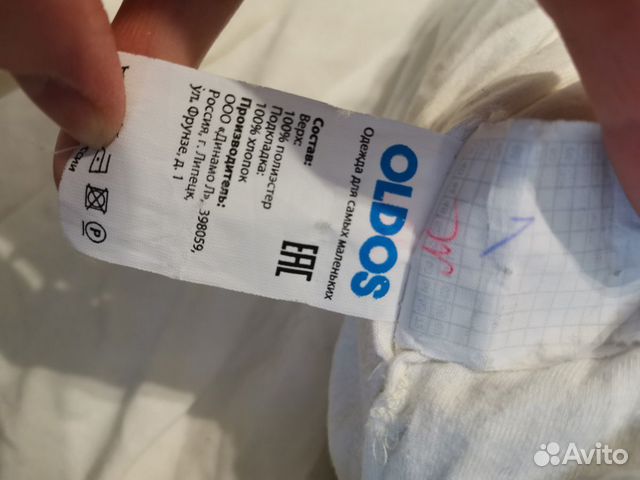 OLDOS
Одежда для самых маленьких
Состав:
Верх:
100% полиэстер
Подкладка:
100% хлопок
Производитель:
ООО «Динамо Л», 398059,
Россия, г. Липецк,
ул. Фрунзе, д. 1
EAC
Avito